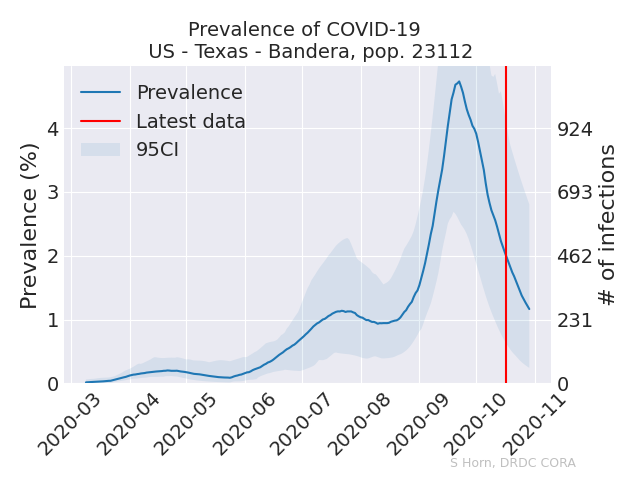 Prevalence of COVID-19
US - Texas - Bandera, pop. 23112
Prevalence
Latest data
95CI
Prevalence (%)
4
3
2
1
0
924
693
462
231
0
# of infections
2020-03
2020-04
2020-05
2020-06
2020-07
2020-08
2020-09
2020-10
2020-11
S Horn, DRDC CORA